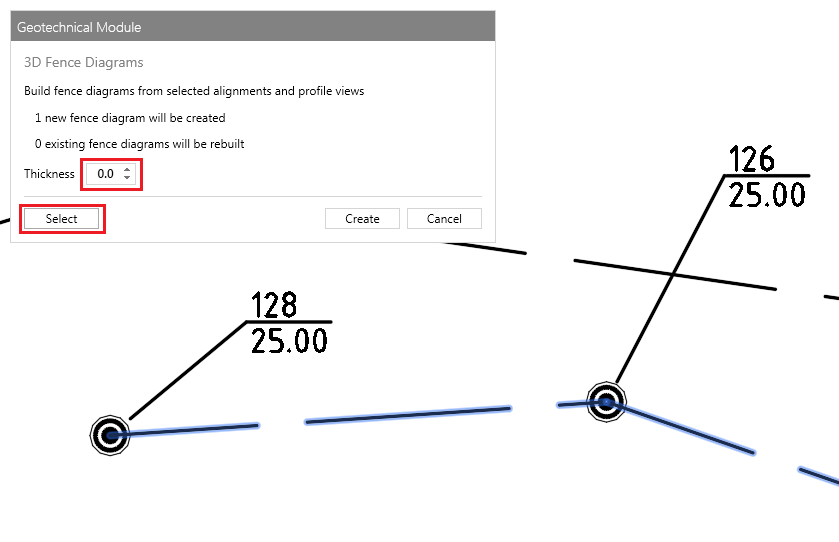 Geotechnical Module
3D Fence Diagrams
Build fence diagrams from selected alignments and profile views
1 new fence diagram will be created
0 existing fence diagrams will be rebuilt
Thickness 0.0
Select Create Cancel
126
25.00
128
25.00